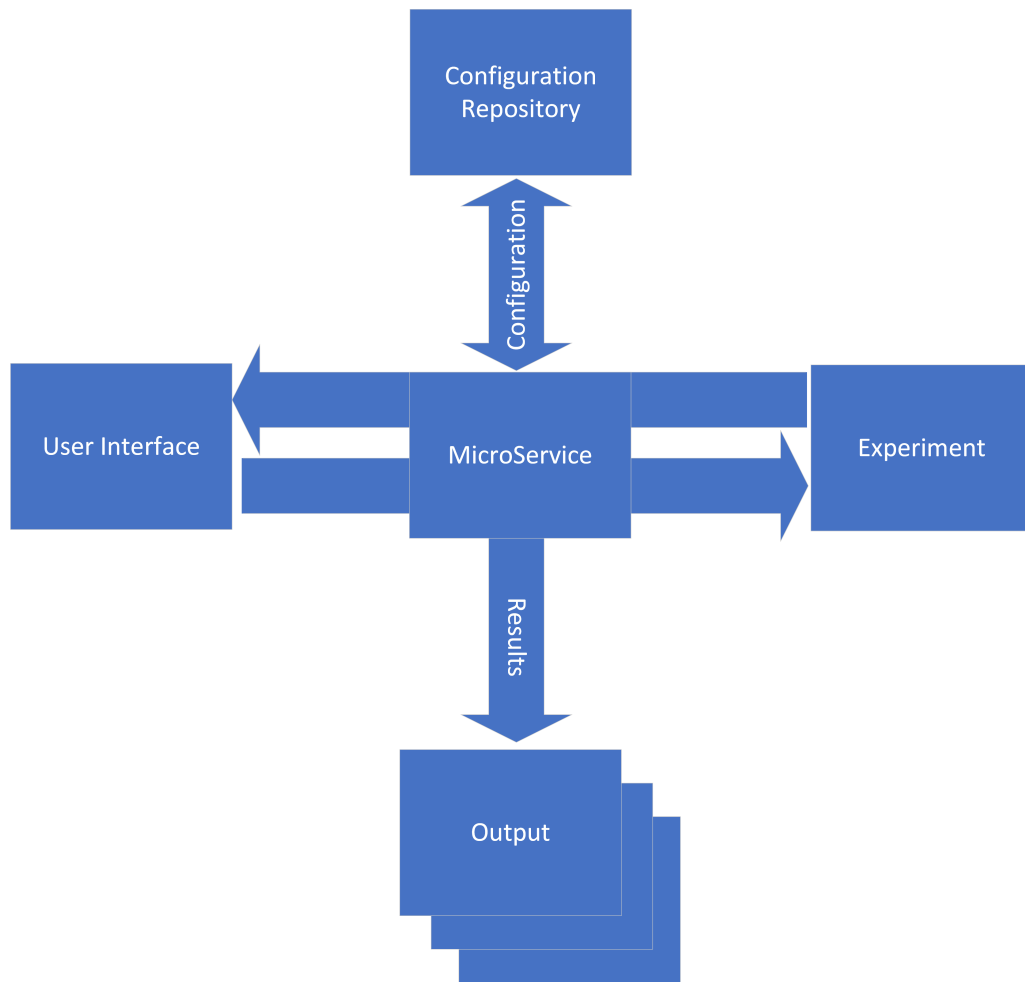 Configuration
Repository
Configuration
User Interface
MicroService
Experiment
Results
Output